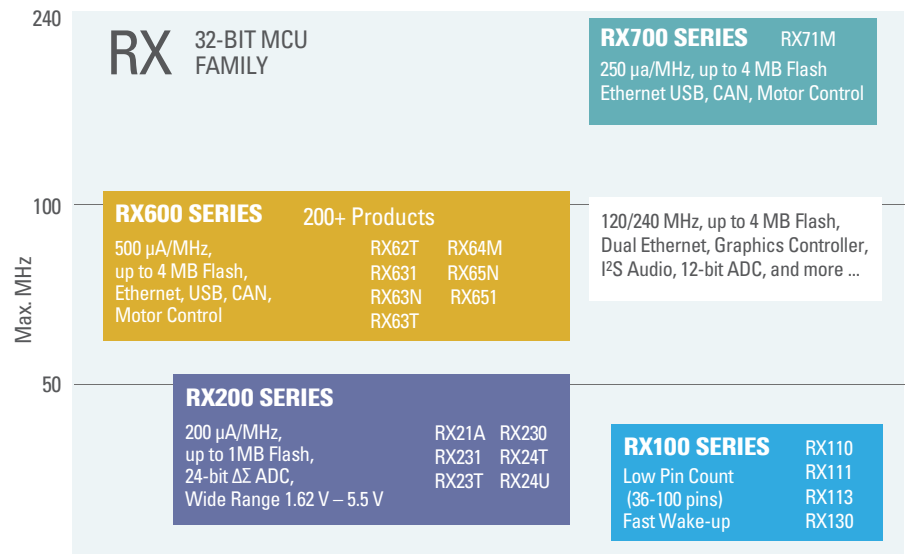 240
RX 32-BIT MCU
FAMILY
RX700 SERIES RX71M
250 µa/MHz, up to 4 MB Flash
Ethernet USB, CAN, Motor Control
100
Max. MHz
RX600 SERIES 200+ Products
500 µA/MHz,
up to 4 MB Flash,
Ethernet, USB, CAN,
Motor Control
RX62T RX64M
RX631 RX65N
RX63N RX651
RX63T
120/240 MHz, up to 4 MB Flash,
Dual Ethernet, Graphics Controller,
I²S Audio, 12-bit ADC, and more ...
50
RX200 SERIES
200 µA/MHz,
up to 1MB Flash,
24-bit ΔΣ ADC,
Wide Range 1.62 V – 5.5 V
RX21A RX230
RX231 RX24T
RX23T RX24U
RX100 SERIES
Low Pin Count
(36-100 pins)
Fast Wake-up
RX110
RX111
RX113
RX130